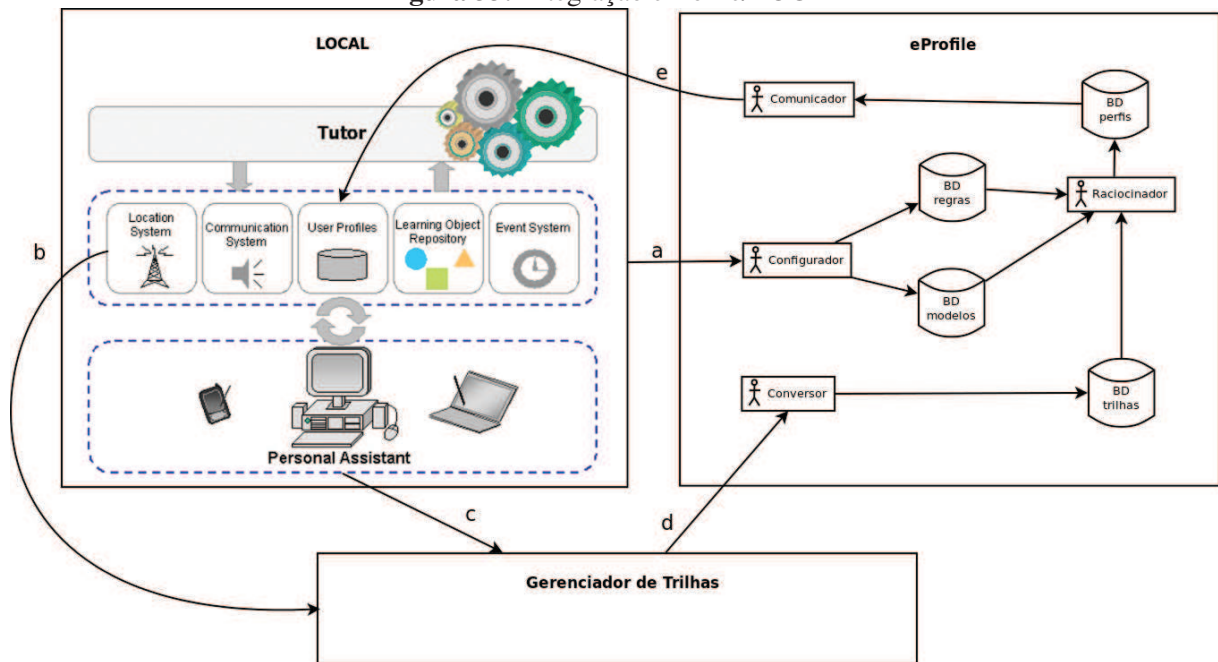 LOCAL
eProfile
e
Comunicador
BD
perfis
Tutor
BD
regras
Raciocinador
Location
System
Communication
System
User Profiles
Learning Object
Repository
Event System
b
a
Configurador
BD
modelos
Conversor
BD
trilhas
Personal Assistant
c
d
Gerenciador de Trilhas